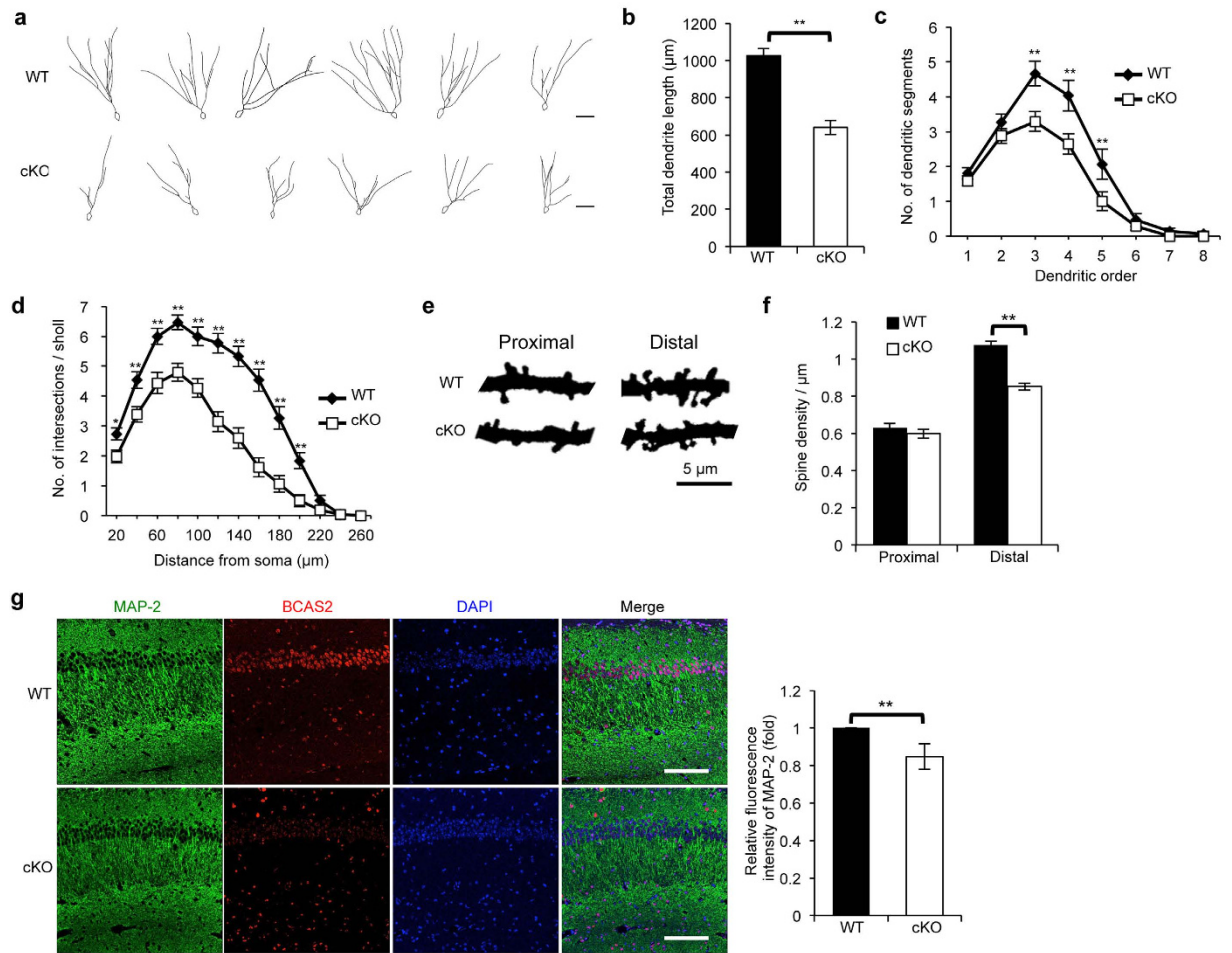 a
WT
cKO
b
Total dendrite length (µm)
1200
1000
800
600
400
200
0
**
WT cKO
c
No. of dendritic segments
6
5
4
3
2
1
0
** ** **
WT
cKO
1 2 3 4 5 6 7 8
Dendritic order
d
No. of intersections / sholl
7
6
5
4
3
2
1
0
* ** ** ** ** ** ** ** ** **
WT
cKO
20 60 100 140 180 220 260
Distance from soma (µm)
e
Proximal Distal
WT
cKO
5 µm
f
Spine density / µm
1.2
1
0.8
0.6
0.4
0.2
0
WT
cKO
**
Proximal Distal
g
MAP-2 BCAS2 DAPI Merge
WT
cKO
Relative fluorescence
intensity of MAP-2 (fold)
1.2
1
0.8
0.6
0.4
0.2
0
**
WT cKO